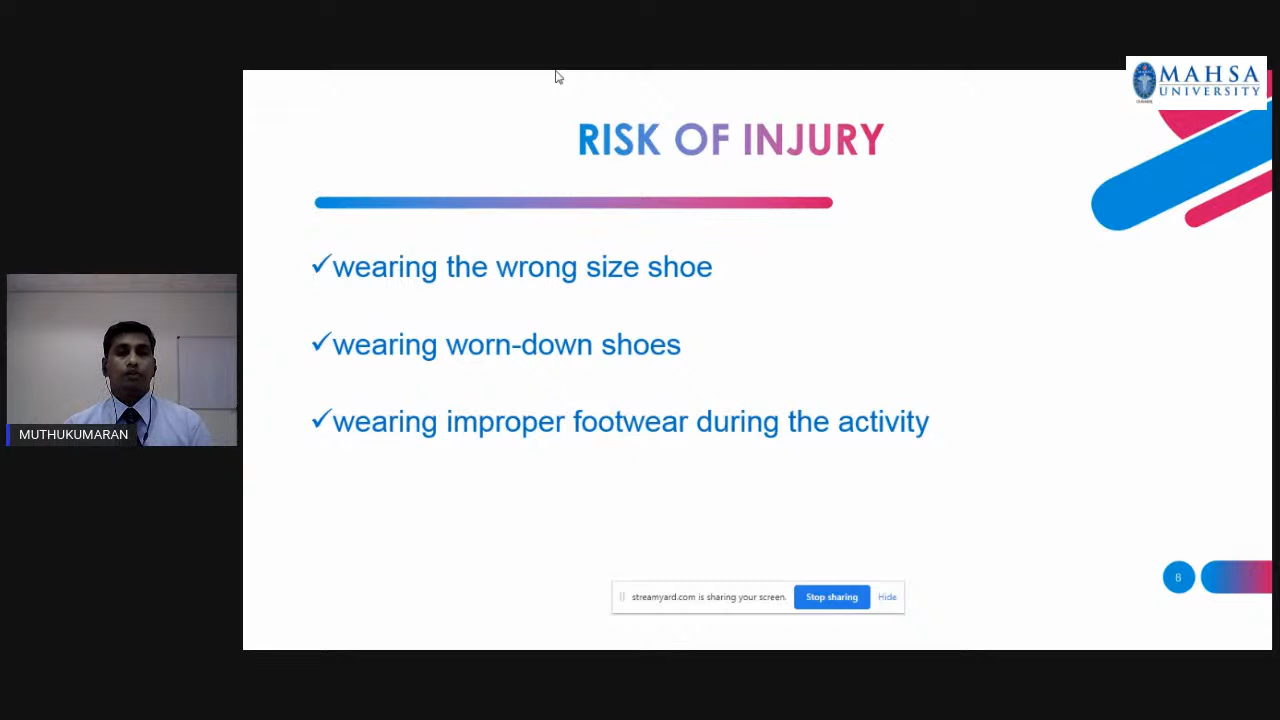 MAHSA
UNIVERSITY
RISK OF INJURY
✓wearing the wrong size shoe
✓wearing worn-down shoes
✓wearing improper footwear during the activity
MUTHUKUMARAN
8
streamyard.com is sharing your screen. Stop sharing Hide